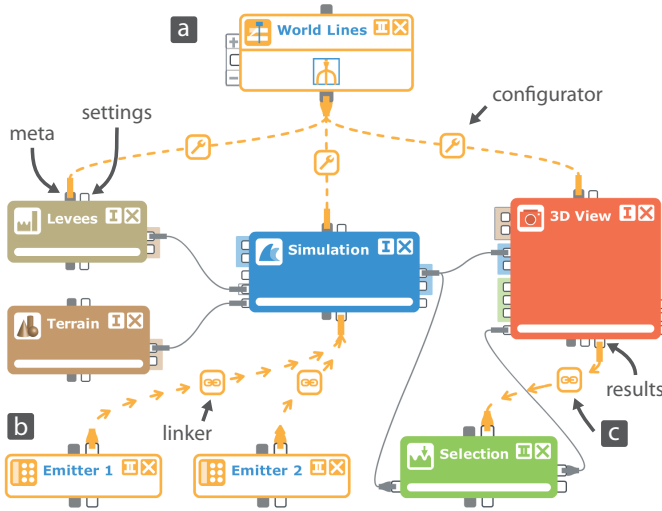 a
World Lines
configurator
settings
meta
Levees
Simulation
3D View
Terrain
results
linker
b
c
Emitter 1
Emitter 2
Selection